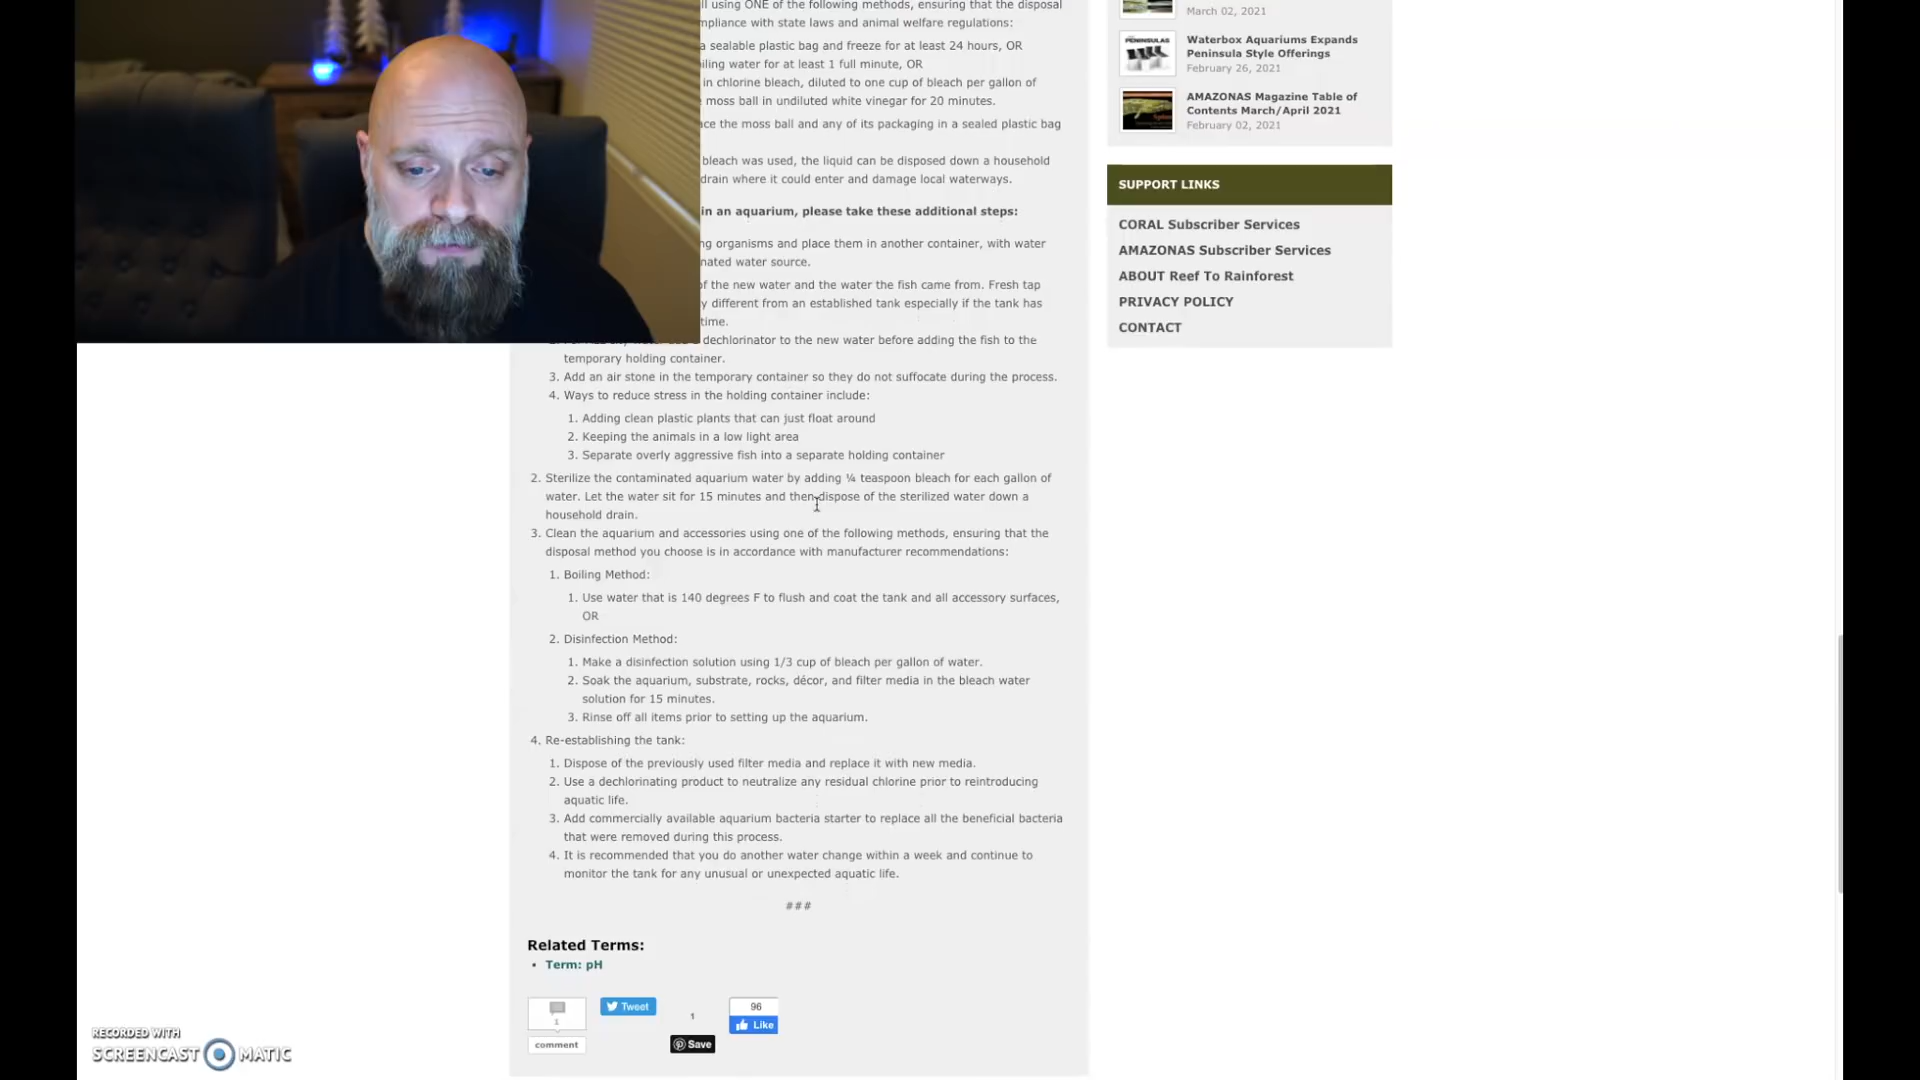 ll using ONE of the following methods, ensuring that the disposal
mpliance with state laws and animal welfare regulations:
a sealable plastic bag and freeze for at least 24 hours, OR
oiling water for at least 1 full minute, OR
in chlorine bleach, diluted to one cup of bleach per gallon of
moss ball in undiluted white vinegar for 20 minutes.
ace the moss ball and any of its packaging in a sealed plastic bag
bleach was used, the liquid can be disposed down a household
drain where it could enter and damage local waterways.
in an aquarium, please take these additional steps:
ng organisms and place them in another container, with water
nated water source.
of the new water and the water the fish came from. Fresh tap
y different from an established tank especially if the tank has
time.
dechlorinator to the new water before adding the fish to the
temporary holding container.
3. Add an air stone in the temporary container so they do not suffocate during the process.
4. Ways to reduce stress in the holding container include:
1. Adding clean plastic plants that can just float around
2. Keeping the animals in a low light area
3. Separate overly aggressive fish into a separate holding container
2. Sterilize the contaminated aquarium water by adding ¼ teaspoon bleach for each gallon of
water. Let the water sit for 15 minutes and then dispose of the sterilized water down a
household drain.
3. Clean the aquarium and accessories using one of the following methods, ensuring that the
disposal method you choose is in accordance with manufacturer recommendations:
1. Boiling Method:
1. Use water that is 140 degrees F to flush and coat the tank and all accessory surfaces,
OR
2. Disinfection Method:
1. Make a disinfection solution using 1/3 cup of bleach per gallon of water.
2. Soak the aquarium, substrate, rocks, décor, and filter media in the bleach water
solution for 15 minutes.
3. Rinse off all items prior to setting up the aquarium.
4. Re-establishing the tank:
1. Dispose of the previously used filter media and replace it with new media.
2. Use a dechlorinating product to neutralize any residual chlorine prior to reintroducing
aquatic life.
3. Add commercially available aquarium bacteria starter to replace all the beneficial bacteria
that were removed during this process.
4. It is recommended that you do another water change within a week and continue to
monitor the tank for any unusual or unexpected aquatic life.
###
Related Terms:
• Term: pH
1
comment
Tweet
1
Save
96
Like
March 02, 2021
Waterbox Aquariums Expands
Peninsula Style Offerings
February 26, 2021
AMAZONAS Magazine Table of
Contents March/April 2021
February 02, 2021
SUPPORT LINKS
CORAL Subscriber Services
AMAZONAS Subscriber Services
ABOUT Reef To Rainforest
PRIVACY POLICY
CONTACT
RECORDED WITH
SCREENCAST MATIC